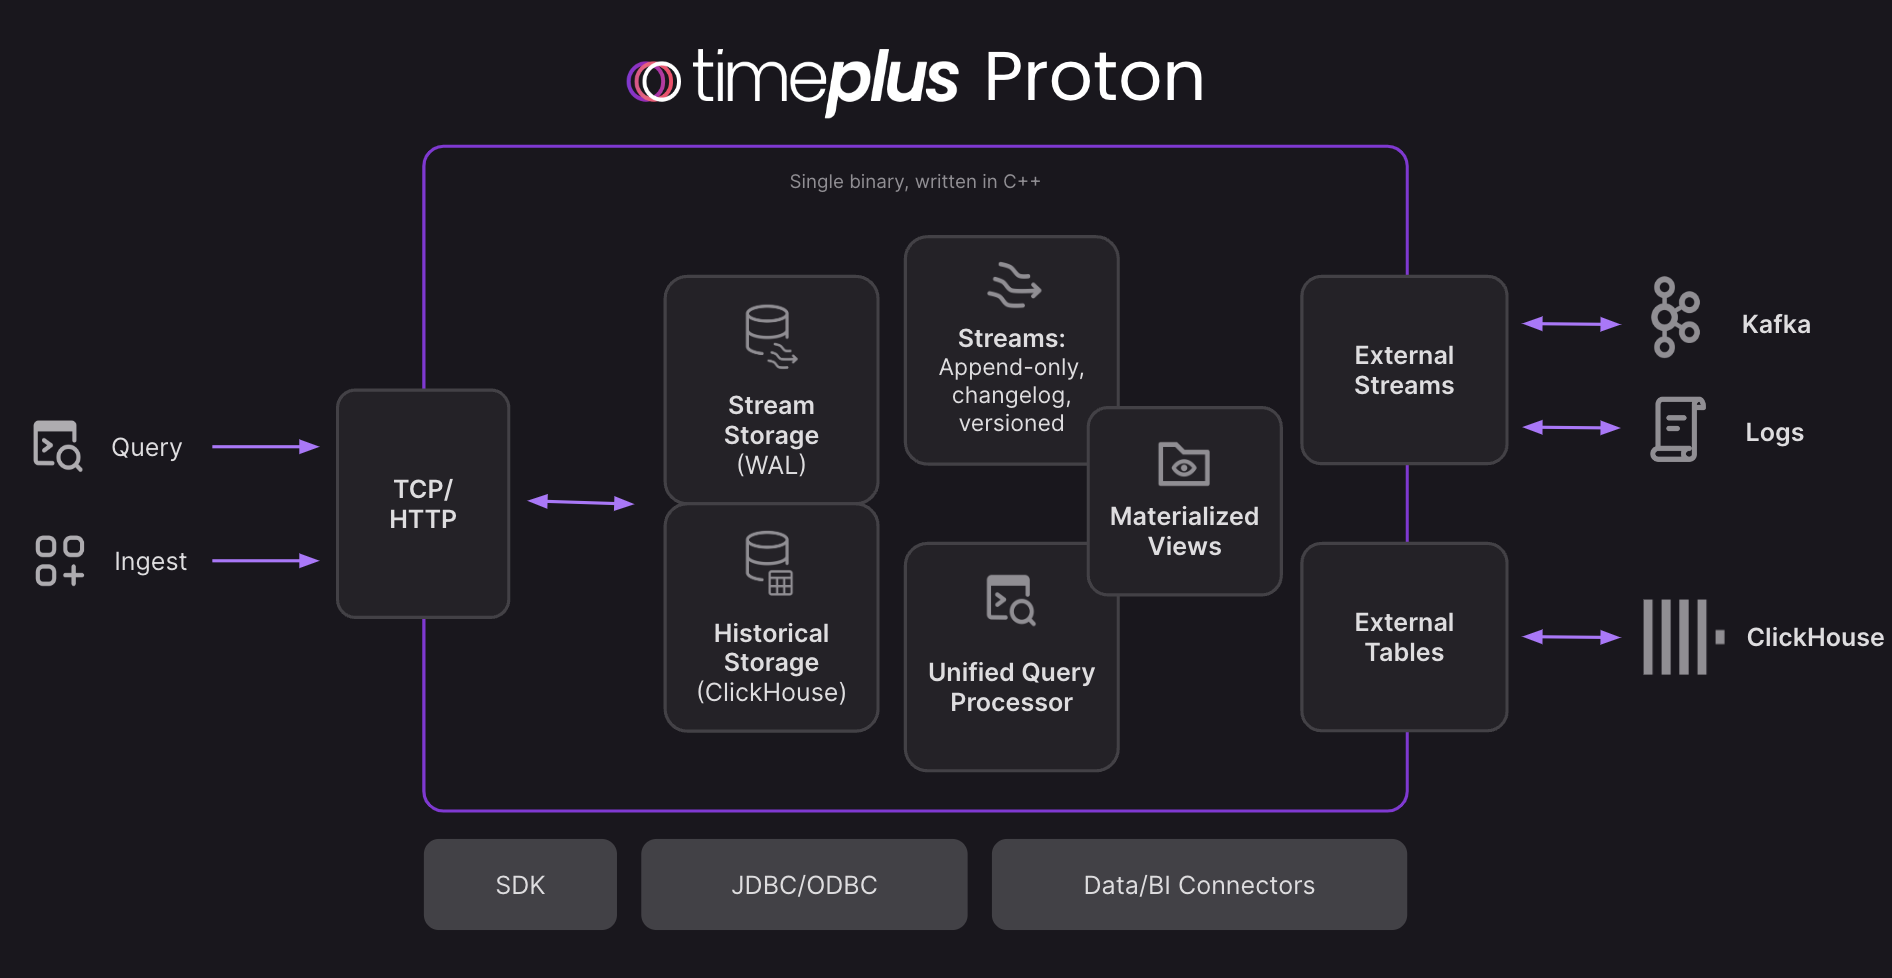 timeplus Proton
Single binary, written in C++
Query
Ingest
TCP/
HTTP
Stream
Storage
(WAL)
Historical
Storage
(ClickHouse)
Streams:
Append-only,
changelog,
versioned
Materialized
Views
Unified Query
Processor
External
Streams
External
Tables
Kafka
Logs
ClickHouse
SDK
JDBC/ODBC
Data/BI Connectors